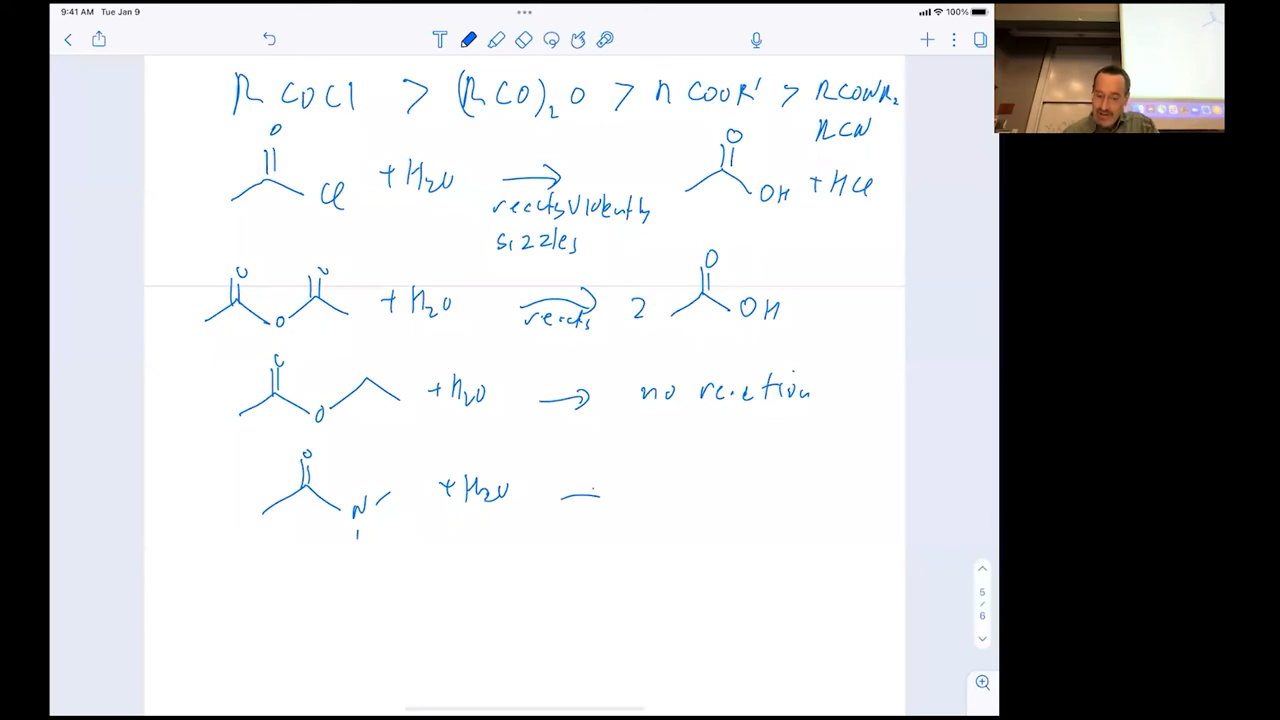 9:41 AM Tue Jan 9
100%
T
RCOCl > (RCO)₂O > RCOOR' > RCONR₂
RCN
O
Cl + H₂O → O OH + HCl
reacts violently
sizzles
O O
O + H₂O → 2 O OH
reacts
O
O + H₂O → no reaction
O
N + H₂O
5
/
6